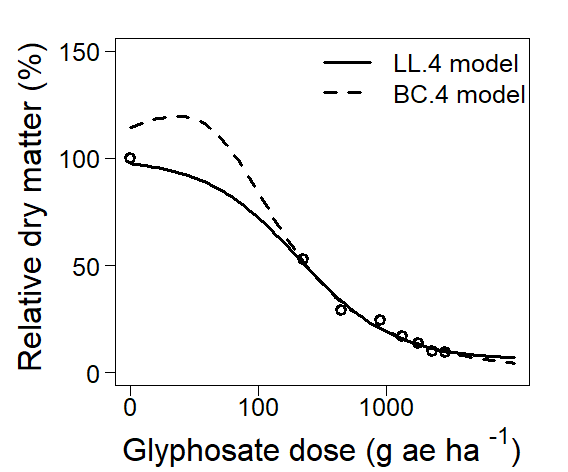 LL.4 model
BC.4 model
Relative dry matter (%)
150
100
50
0
0 100 1000
Glyphosate dose (g ae ha -1)